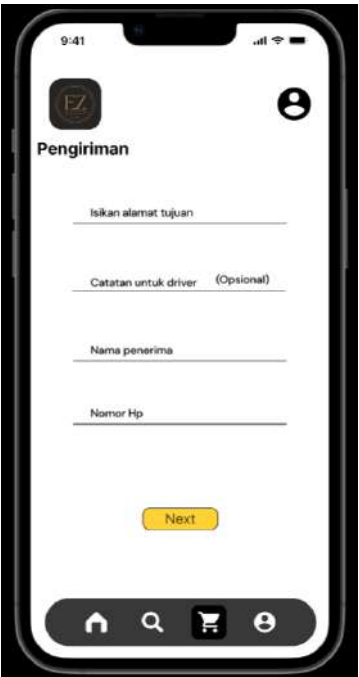 9:41
EZ
Pengiriman
Isikan alamat tujuan
Catatan untuk driver (Opsional)
Nama penerima
Nomor Hp
Next